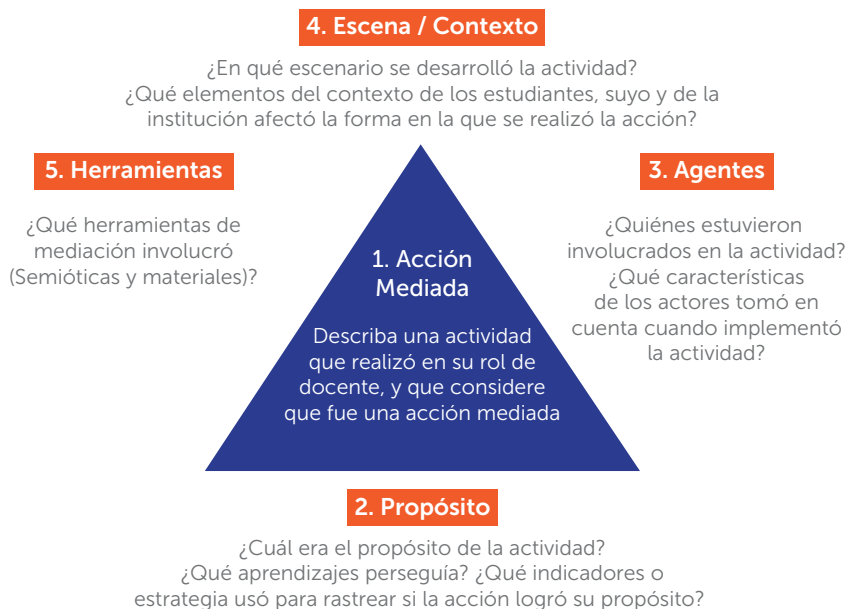 4. Escena / Contexto
¿En qué escenario se desarrolló la actividad?
¿Qué elementos del contexto de los estudiantes, suyo y de la
institución afectó la forma en la que se realizó la acción?
5. Herramientas
¿Qué herramientas de
mediación involucró
(Semióticas y materiales)?
3. Agentes
¿Quiénes estuvieron
involucrados en la actividad?
¿Qué características
de los actores tomó en
cuenta cuando implementó
la actividad?
1. Acción
Mediada
Describa una actividad
que realizó en su rol de
docente, y que considere
que fue una acción mediada
2. Propósito
¿Cuál era el propósito de la actividad?
¿Qué aprendizajes perseguía? ¿Qué indicadores o
estrategia usó para rastrear si la acción logró su propósito?